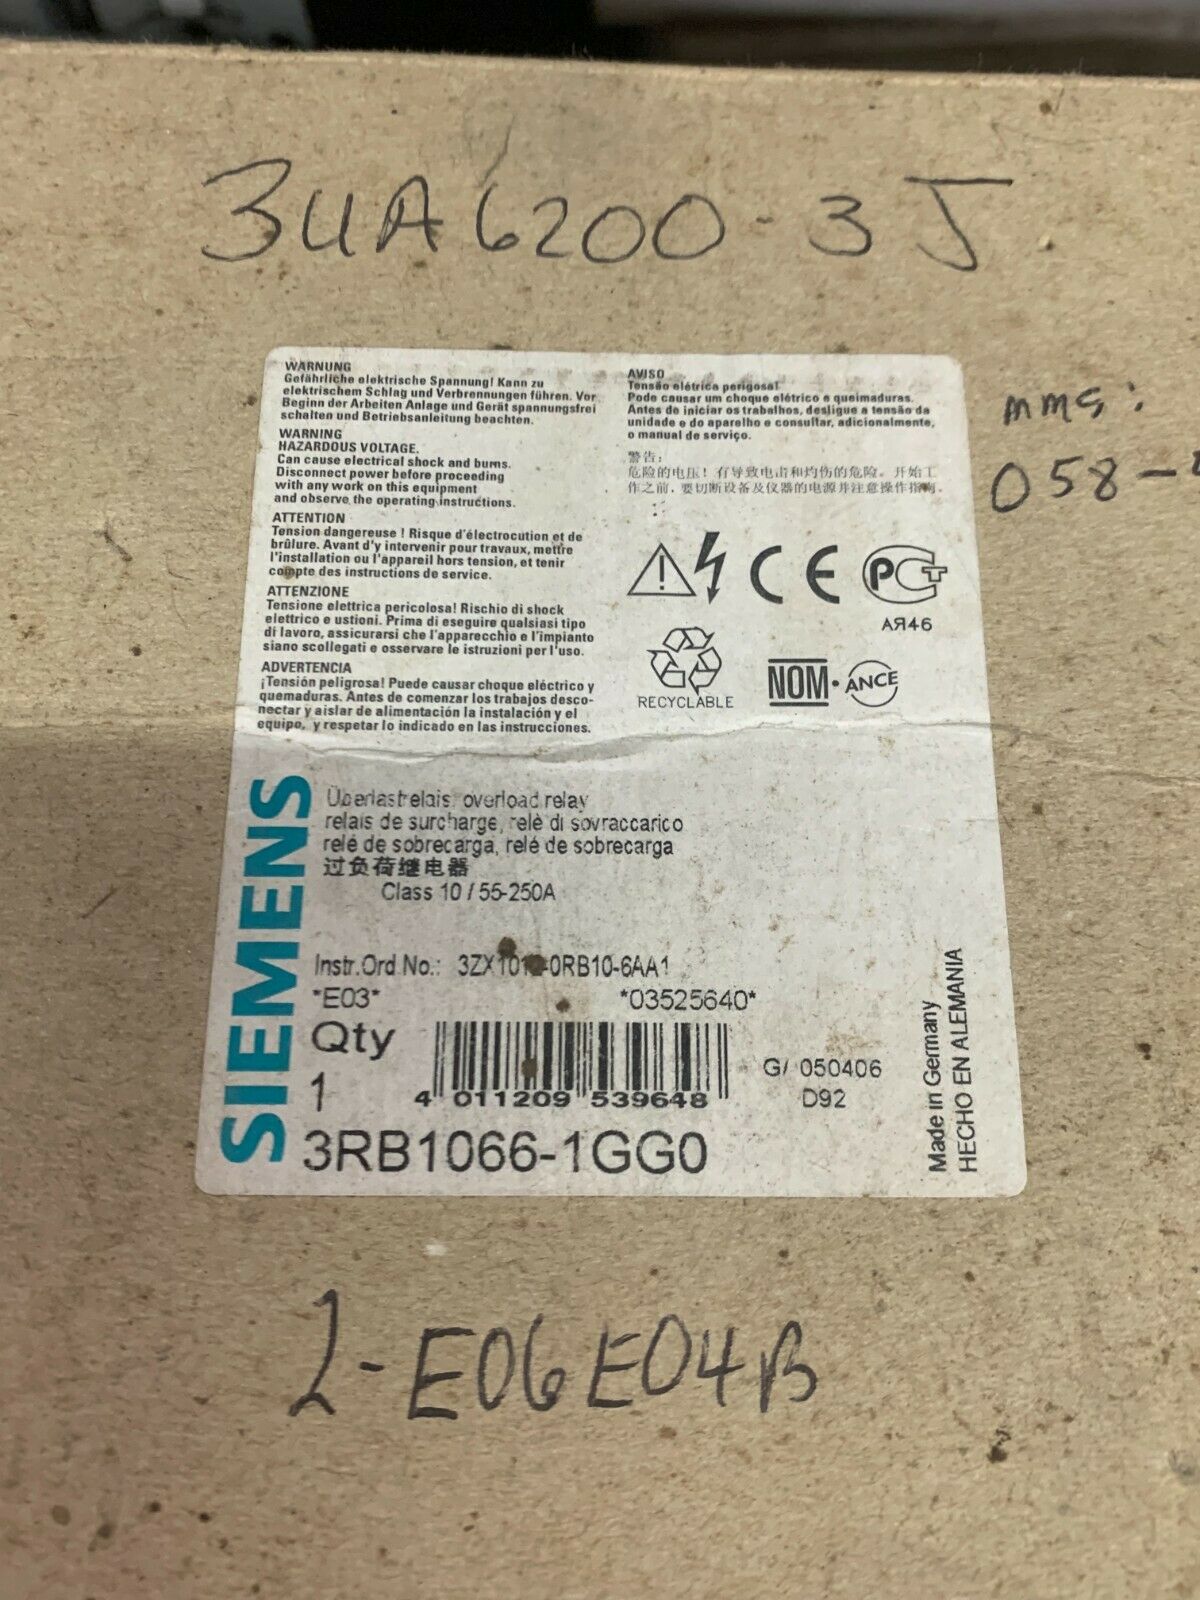 3UA6200-3J
WARNUNG
Gefährliche elektrische Spannung! Kann zu
elektrischem Schlag und Verbrennungen führen. Vor
Beginn der Arbeiten Anlage und Gerät spannungsfrei
schalten und Betriebsanleitung beachten.
WARNING
HAZARDOUS VOLTAGE.
Can cause electrical shock and burns.
Disconnect power before proceeding
with any work on this equipment
and observe the operating instructions.
ATTENTION
Tension dangereuse ! Risque d'électrocution et de
brûlure. Avant d'y intervenir pour travaux, mettre
l'installation ou l'appareil hors tension, et tenir
compte des instructions de service.
ATTENZIONE
Tensione elettrica pericolosa! Rischio di shock
elettrico e ustioni. Prima di eseguire qualsiasi tipo
di lavoro, assicurarsi che l'apparecchio e l'impianto
siano scollegati e osservare le istruzioni per l'uso.
ADVERTENCIA
¡Tensión peligrosa! Puede causar choque eléctrico y
quemaduras. Antes de comenzar los trabajos desco-
nectar y aislar de alimentación la instalación y el
equipo, y respetar lo indicado en las instrucciones.
AVISO
Tensão elétrica perigosa!
Pode causar um choque elétrico e queimaduras.
Antes de iniciar os trabalhos, desligue a tensão da
unidade e do aparelho e consultar, adicionalmente,
o manual de serviço.
警告:
危险的电压! 有导致电击和灼伤的危险。开始工
作之前, 要切断设备及仪器的电源并注意操作指南。
CE
PCT
АЯ46
RECYCLABLE
NOM·ANCE
mms:
058-
SIEMENS
Überlastrelais, overload relay
relais de surcharge, relè di sovraccarico
relé de sobrecarga, relé de sobrecarga
过负荷继电器
Class 10 / 55-250A
Instr.Ord No.: 0RB10-6AA1
*E03* *03525640*
Qty
1
4 011209 539648
G/ 050406
D92
3RB1066-1GG0
Made in Germany
HECHO EN ALEMANIA
2-E06E04B